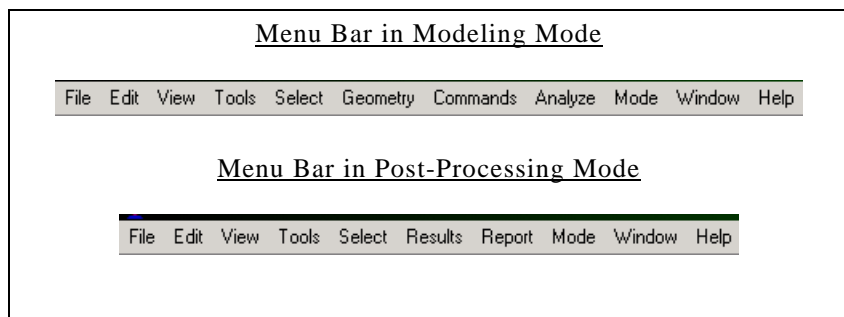 Menu Bar in Modeling Mode
File Edit View Tools Select Geometry Commands Analyze Mode Window Help
Menu Bar in Post-Processing Mode
File Edit View Tools Select Results Report Mode Window Help